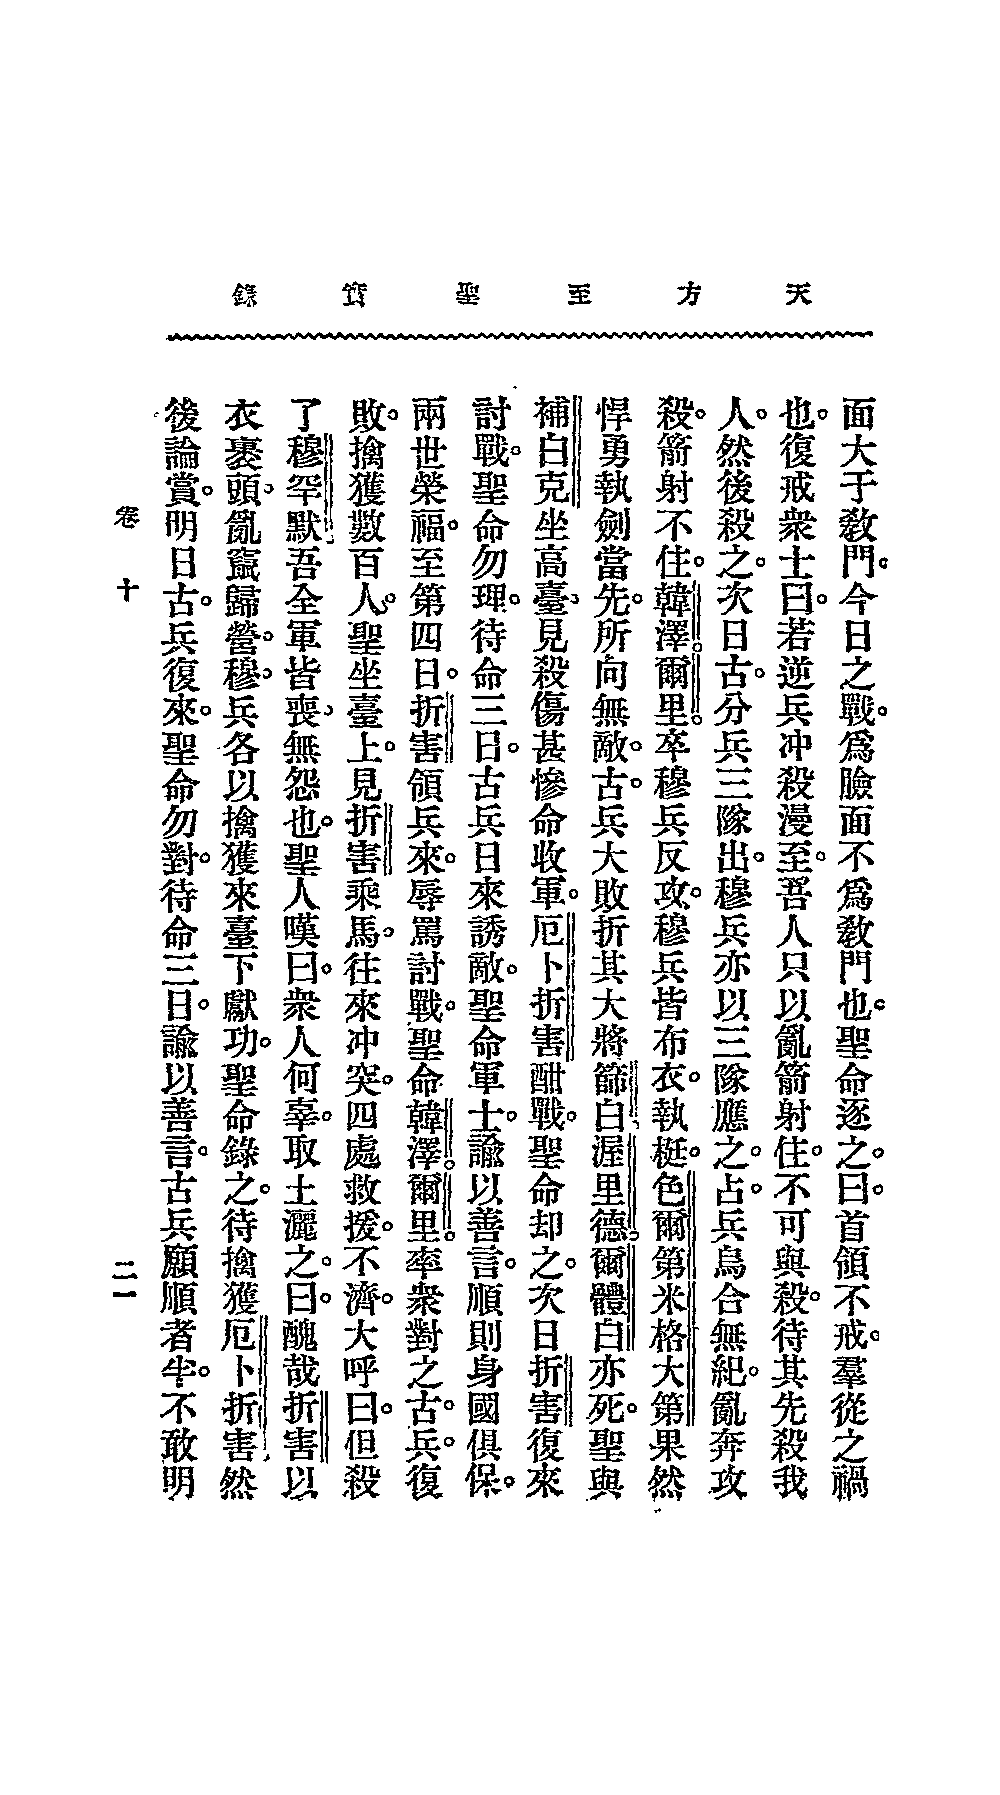 天方至聖實錄
面大于敎門。今日之戰。爲臉面不爲敎門也。聖命逐之。曰。首領不戒。羣從之禍
也。復戒衆士曰。若逆兵冲殺漫至。吾人只以亂箭射住。不可與殺。待其先殺我
人。然後殺之。次日古。分兵三隊出。穆兵亦以三隊應之。古。兵烏合無紀。亂奔攻
殺。箭射不住。韓澤。爾里。卒穆兵反攻。穆兵皆布衣。執梃。色爾第米格大第果然
悍勇執劍當先。所向無敵。古。兵大敗折其大將篩白渥里德。爾體白亦死。聖與
補白克坐高臺、見殺傷甚慘命收軍。厄卜折害酣戰。聖命却之。次日折害復來
討戰。聖命勿理。待命三日。古兵日來誘敵。聖命軍士。諭以善言。順則身國俱保。
兩世榮福。至第四日。折害領兵來。辱罵討戰。聖命韓澤。爾里。率衆對之。古。兵。復
敗。擒獲數百人。聖坐臺上。見折害乘馬、往來冲突。四處救援。不濟。大呼曰。但殺
了穆罕默吾全軍皆喪、無怨也。聖人嘆曰。衆人何辜。取土灑之。曰。醜哉折害以
衣裹頭、亂竄歸營。穆、兵各以擒獲來臺下獻功。聖命錄之。待擒獲厄卜折害然
後論賞。明日古。兵復來。聖命勿對。待命三日。諭以善言。古兵願順者半。不敢明
卷十
二一